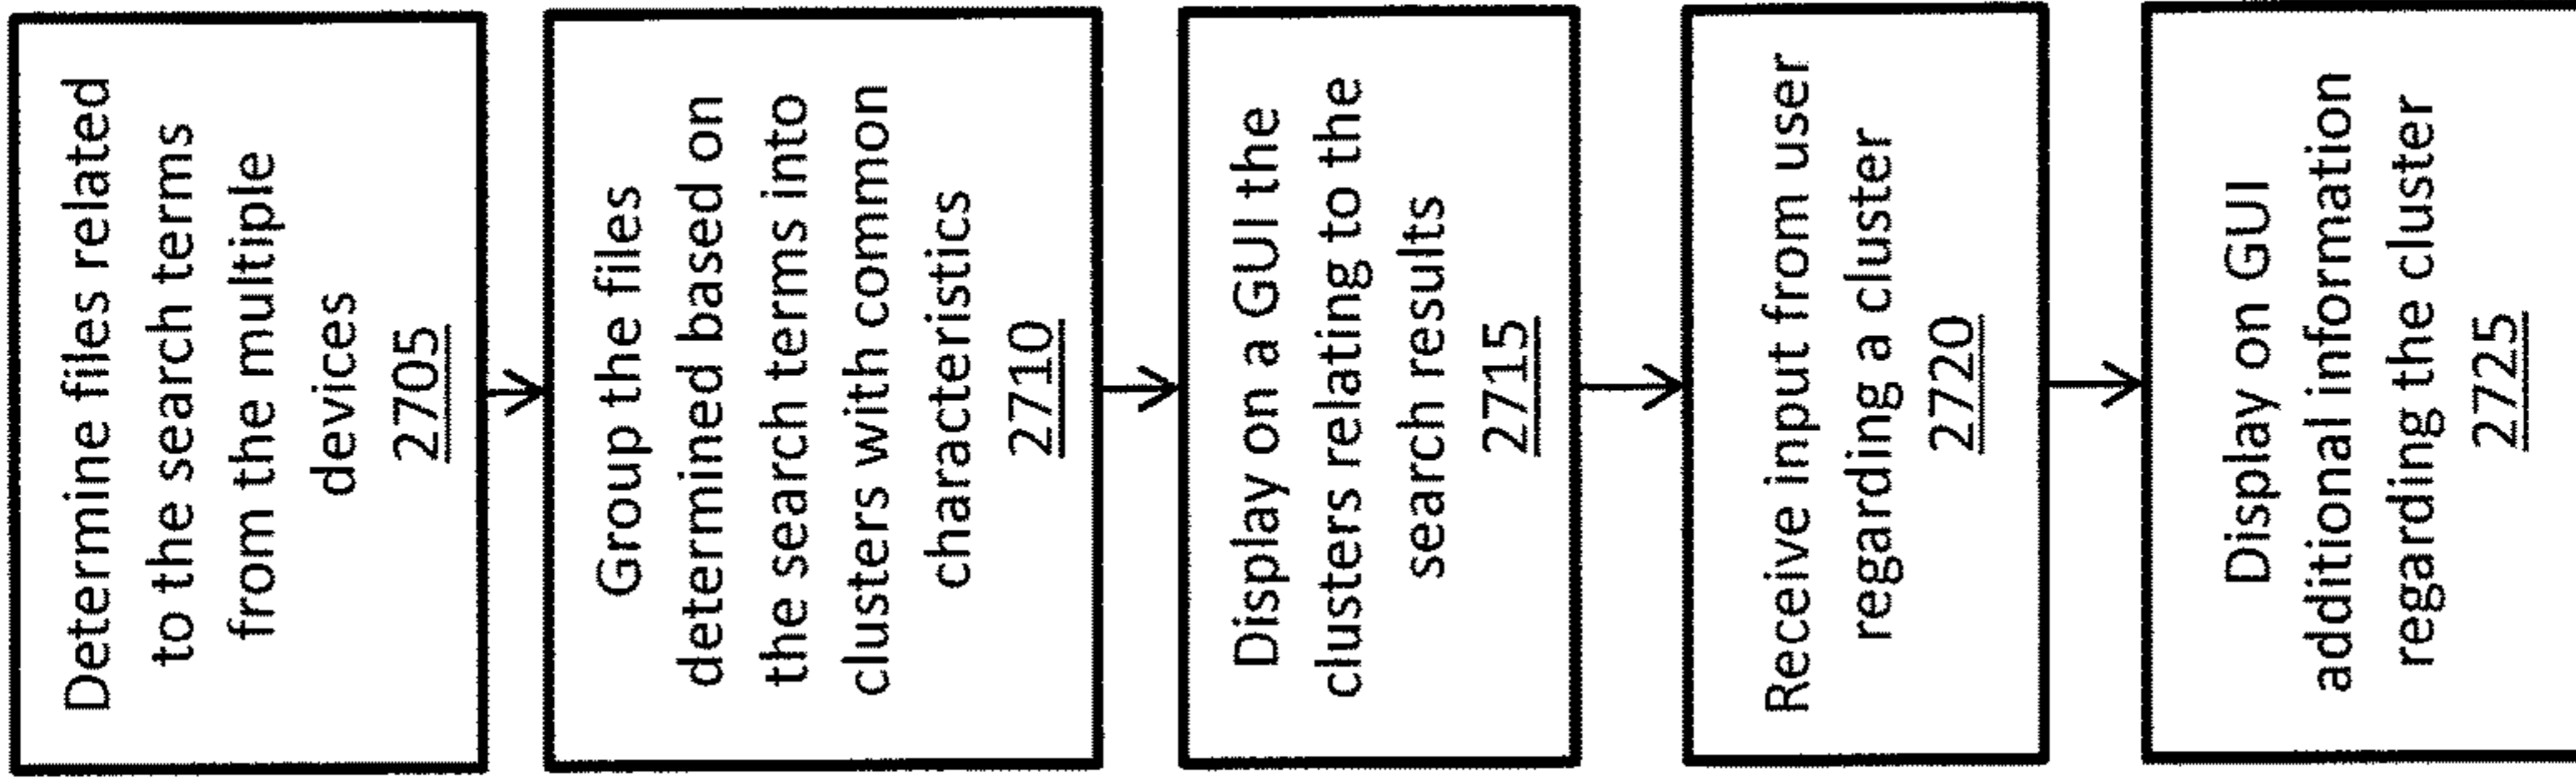 Determine files related
to the search terms
from the multiple
devices
2705
Group the files
determined based on
the search terms into
clusters with common
characteristics
2710
Display on a GUI the
clusters relating to the
search results
2715
Receive input from user
regarding a cluster
2720
Display on GUI
additional information
regarding the cluster
2725